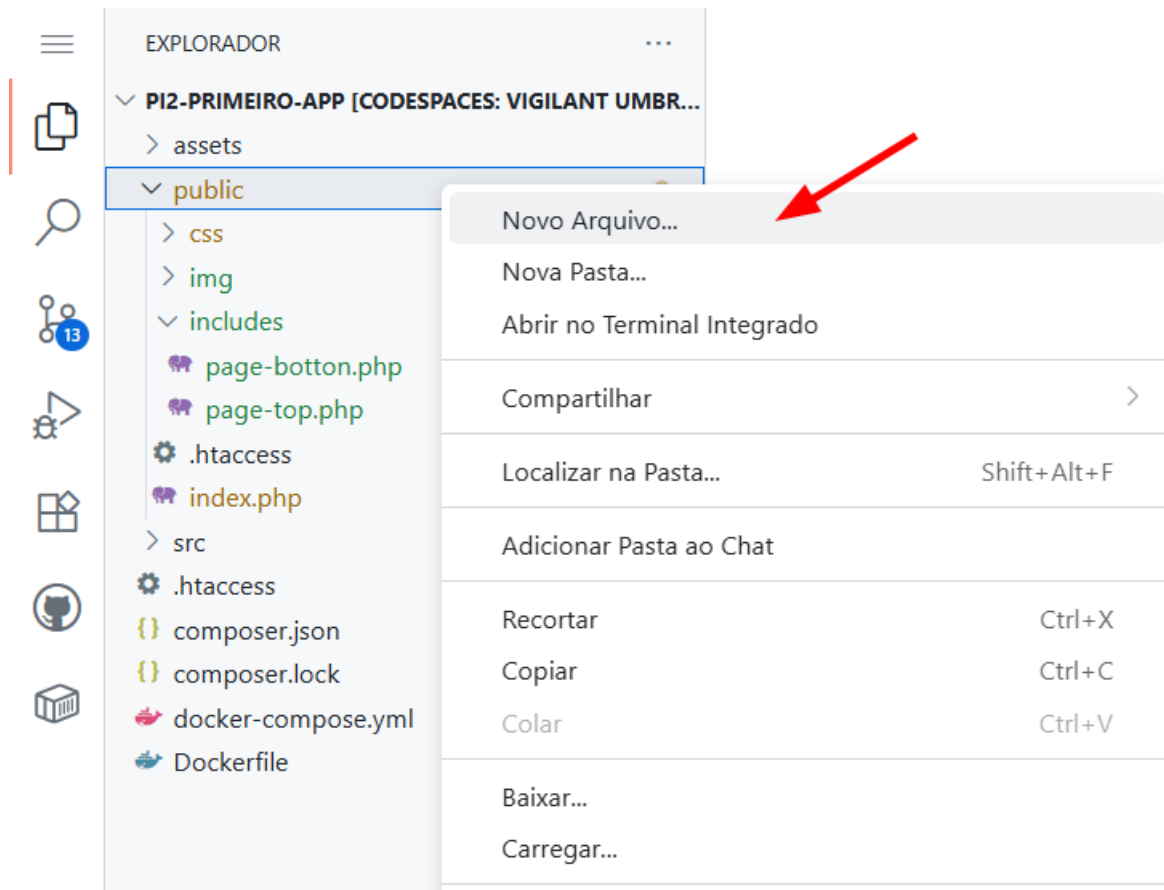 EXPLORADOR
PI2-PRIMEIRO-APP [CODESPACES: VIGILANT UMBR...
assets
public
css
img
includes
page-botton.php
page-top.php
.htaccess
index.php
src
.htaccess
composer.json
composer.lock
docker-compose.yml
Dockerfile
13
Novo Arquivo...
Nova Pasta...
Abrir no Terminal Integrado
Compartilhar
Localizar na Pasta... Shift+Alt+F
Adicionar Pasta ao Chat
Recortar Ctrl+X
Copiar Ctrl+C
Colar Ctrl+V
Baixar...
Carregar...